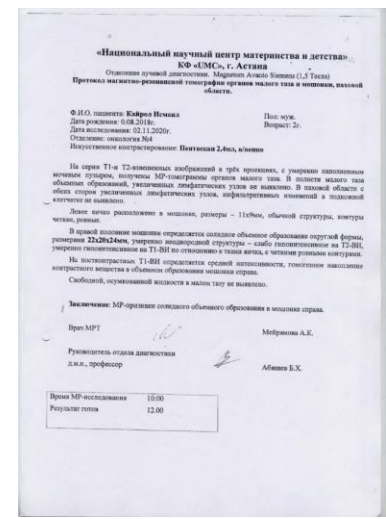 «Национальный научный центр материнства и детства»
КФ «UMC», г. Астана
Отделение лучевой диагностики. Magnetom Avanto Siemens (1,5 Тесла)
Протокол магнитно-резонансной томографии органов малого таза и мошонки, паховой
области.
Ф.И.О. пациента: Кайрол Исмаил
Пол: муж.
Дата рождения: 0.08.2018г.
Возраст: 2г.
Дата исследования: 02.11.2020г.
Отделение: онкология №4
Искусственное контрастирование: Пентвекая 2,4мл, в/венно
На серии Т1-и Т2-взвешенных изображений в трёх проекциях, с умеренно наполненным
мочевым пузырем, получены МР-томограммы органов малого таза. В полости малого таза
объемных образований, увеличенных лимфатических узлов не выявлено. В паховой области с
обеих сторон увеличенных лимфатических узлов, инфильтративных изменений в подкожной
клетчатке не выявлено.
Левое яичко расположено в мошонке, размеры – 11х9мм, обычной структуры, контуры
четкие, ровные.
В правой половине мошонки определяется солидное объемное образование округлой формы,
размерами 22х20х24мм, умеренно неоднородной структуры – слабо гипоинтенсивное на Т2-ВИ,
умеренно гипоинтенсивное на Т1-ВИ по отношению к ткани яичка, с четкими ровными контурами.
На постконтрастных Т1-ВИ определяется средней интенсивности, гомогенное накопление
контрастного вещества в объемном образовании мошонки справа.
Свободной, осумкованной жидкости в малом тазу не выявлено.
Заключение: МР-признаки солидного объемного образования в мошонке справа.
Врач МРТ
Мейрманова А.К.
Руководитель отдела диагностики
д.м.н., профессор
Абишев Б.Х.
Время МР-исследования 10:00
Результат готов 12.00